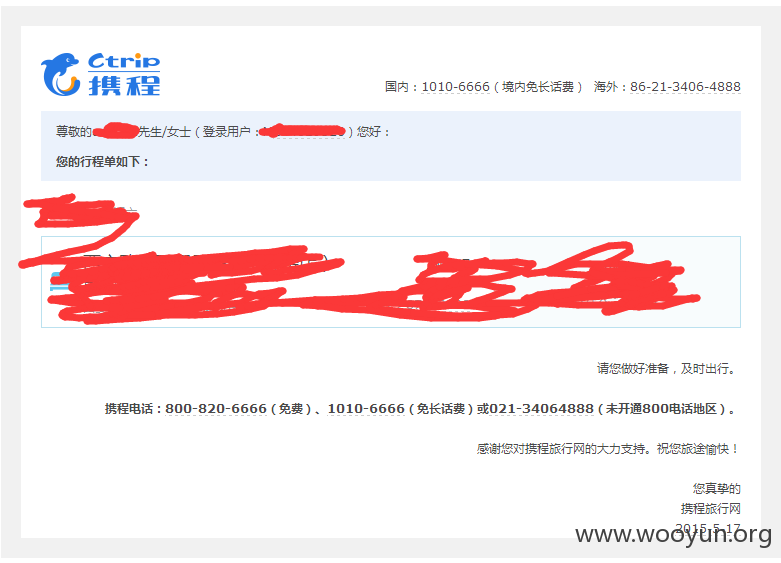 Ctrip
携程
国内：1010-6666（境内免长话费） 海外：86-21-3406-4888
尊敬的 先生/女士（登录用户： ）您好：
您的行程单如下：
请您做好准备，及时出行。
携程电话：800-820-6666（免费）、1010-6666（免长话费）或021-34064888（未开通800电话地区）。
感谢您对携程旅行网的大力支持。祝您旅途愉快！
您真挚的
携程旅行网
2015-5-17
www.wooyun.org